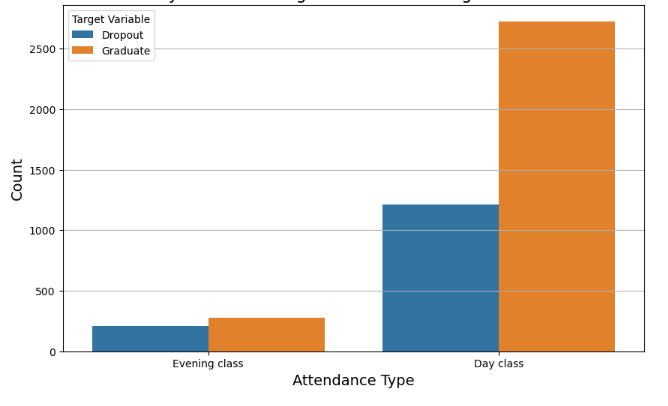 Target Variable
Dropout
Graduate
2500
2000
1500
1000
500
0
Count
Evening class
Day class
Attendance Type